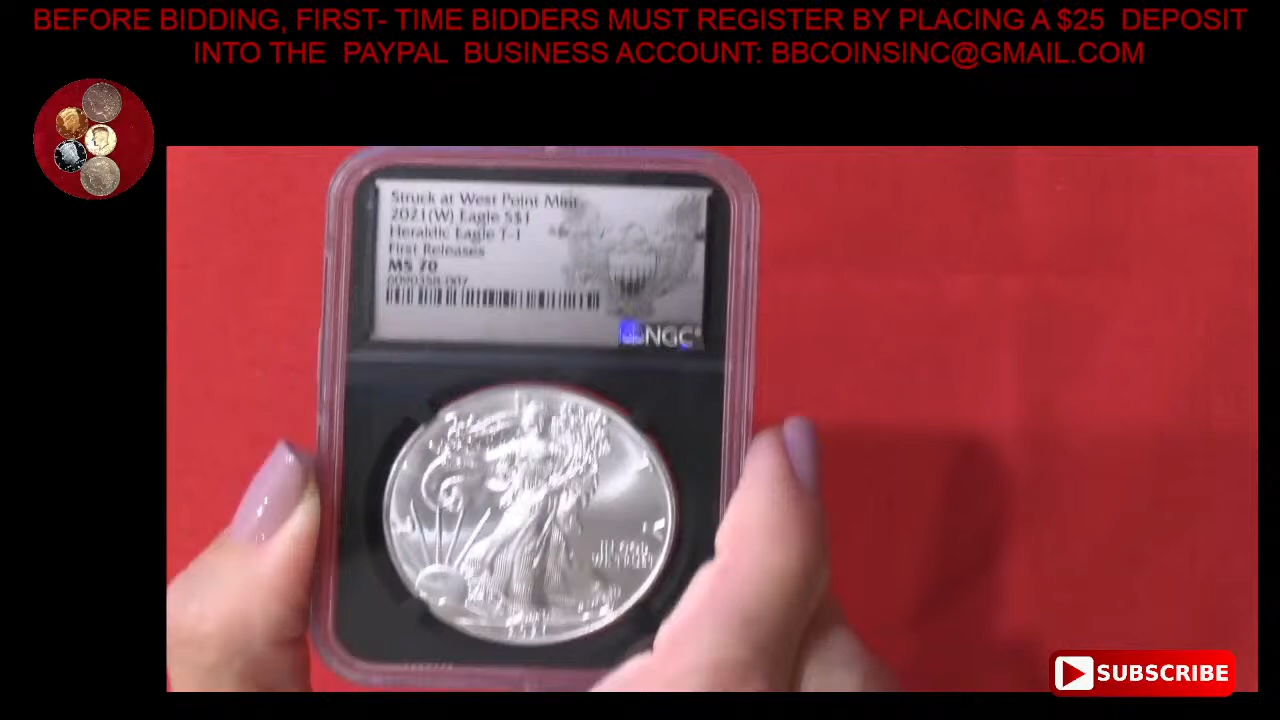 BEFORE BIDDING, FIRST- TIME BIDDERS MUST REGISTER BY PLACING A $25 DEPOSIT
INTO THE PAYPAL BUSINESS ACCOUNT: BBCOINSINC@GMAIL.COM
Struck at West Point Mint
2021(W) Eagle S$1
Heraldic Eagle T-1
First Releases
MS 70
NGC
SUBSCRIBE